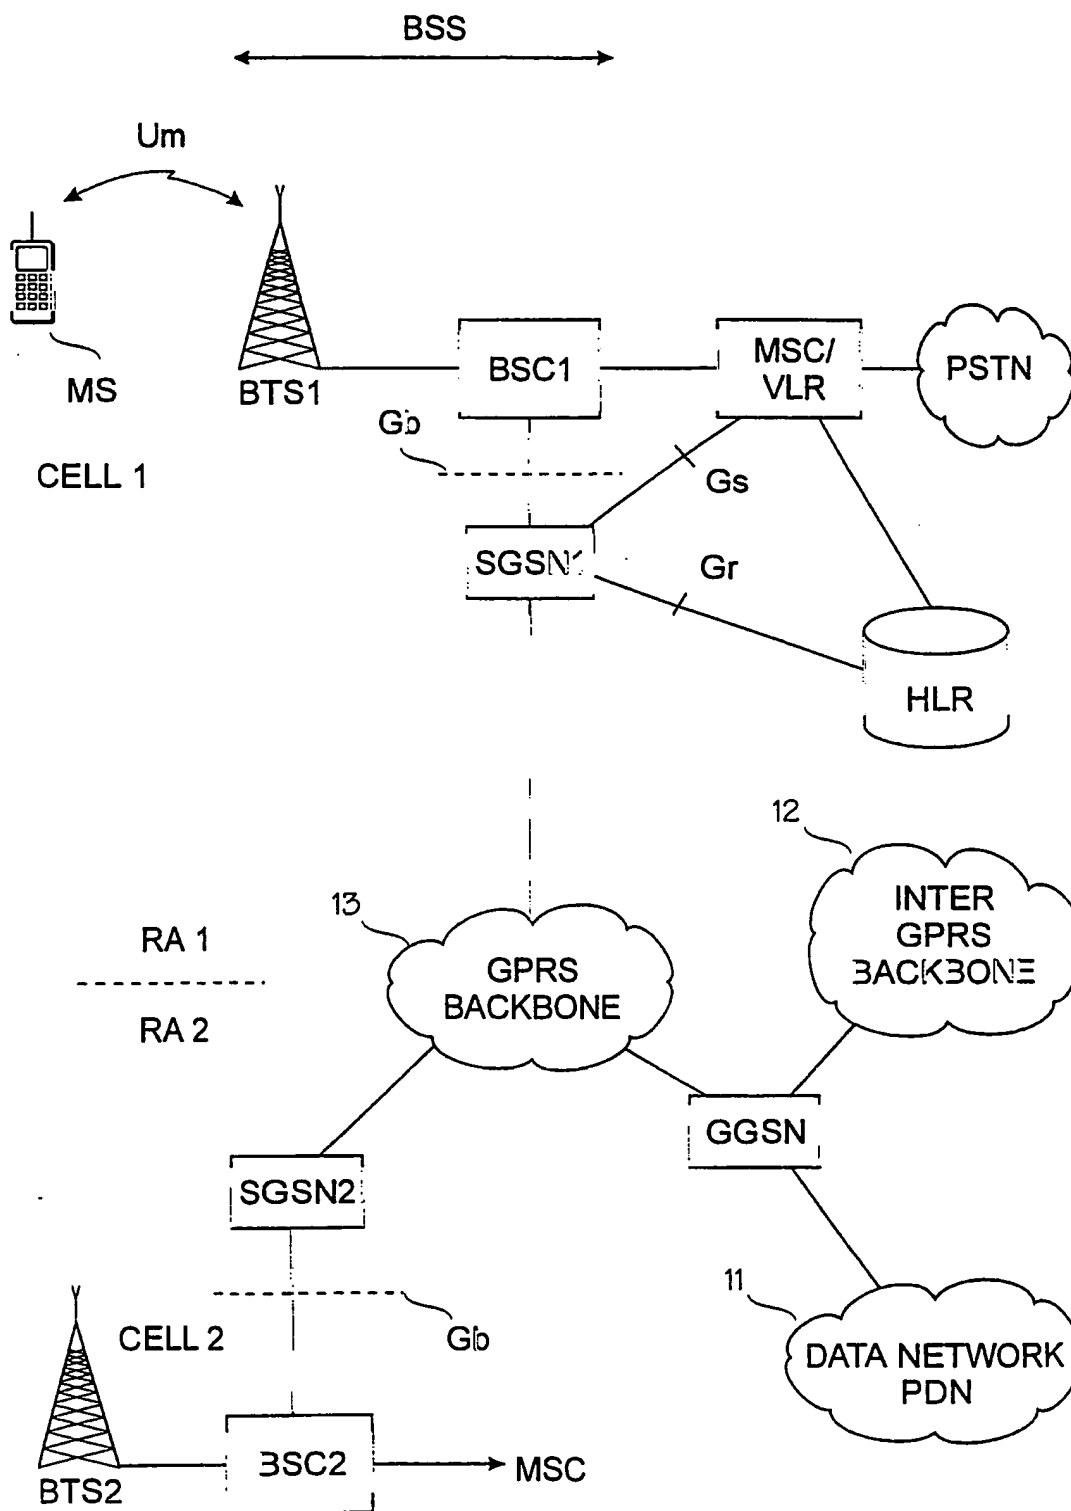 BSS
Um
MS
BTS1
BSC1
MSC/
VLR
PSTN
CELL 1
Gb
Gs
SGSN1
Gr
HLR
12
INTER
GPRS
BACKBONE
13
GPRS
BACKBONE
RA 1
RA 2
GGSN
SGSN2
11
CELL 2
Gb
DATA NETWORK
PDN
BSC2
MSC
BTS2